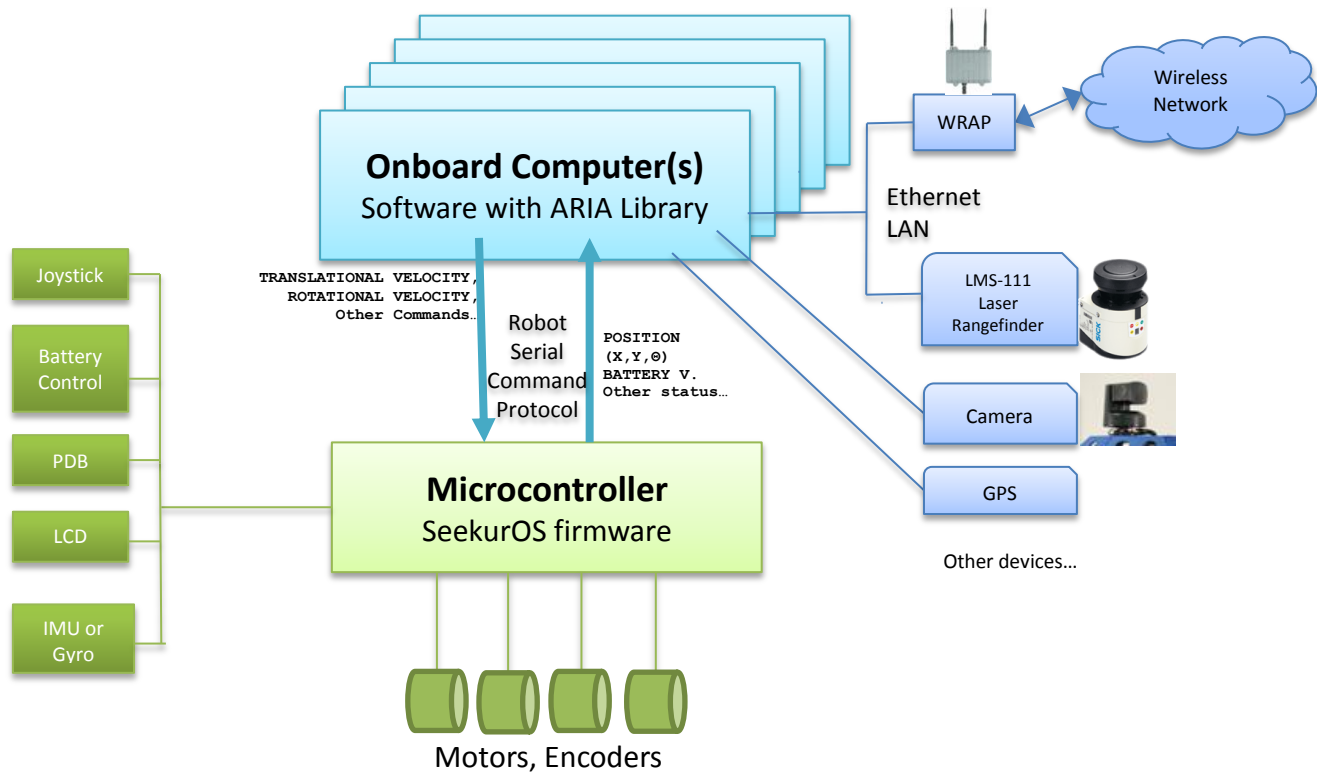 Onboard Computer(s)
Software with ARIA Library
WRAP
Wireless
Network
Ethernet
LAN
LMS-111
Laser
Rangefinder
SICK
Camera
GPS
Other devices…
TRANSLATIONAL VELOCITY,
ROTATIONAL VELOCITY,
Other Commands…
Robot
Serial
Command
Protocol
POSITION
(X,Y,Θ)
BATTERY V.
Other status…
Joystick
Battery
Control
PDB
LCD
IMU or
Gyro
Microcontroller
SeekurOS firmware
Motors, Encoders